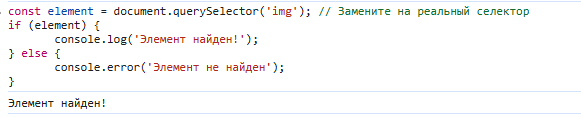 const element = document.querySelector('img'); // Замените на реальный селектор
if (element) {
console.log('Элемент найден!');
} else {
console.error('Элемент не найден');
}
Элемент найден!